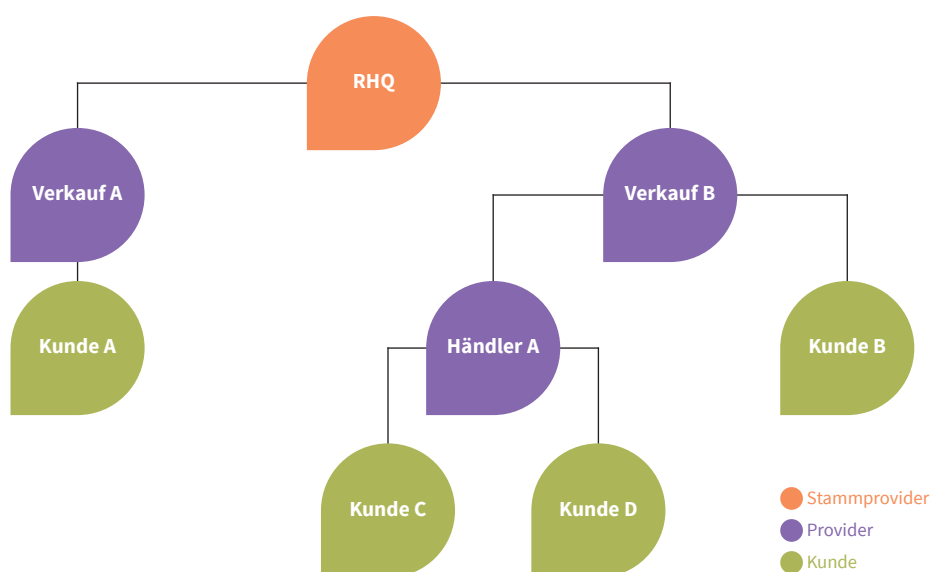 RHQ
Verkauf A
Verkauf B
Kunde A
Händler A
Kunde B
Kunde C
Kunde D
Stammprovider
Provider
Kunde